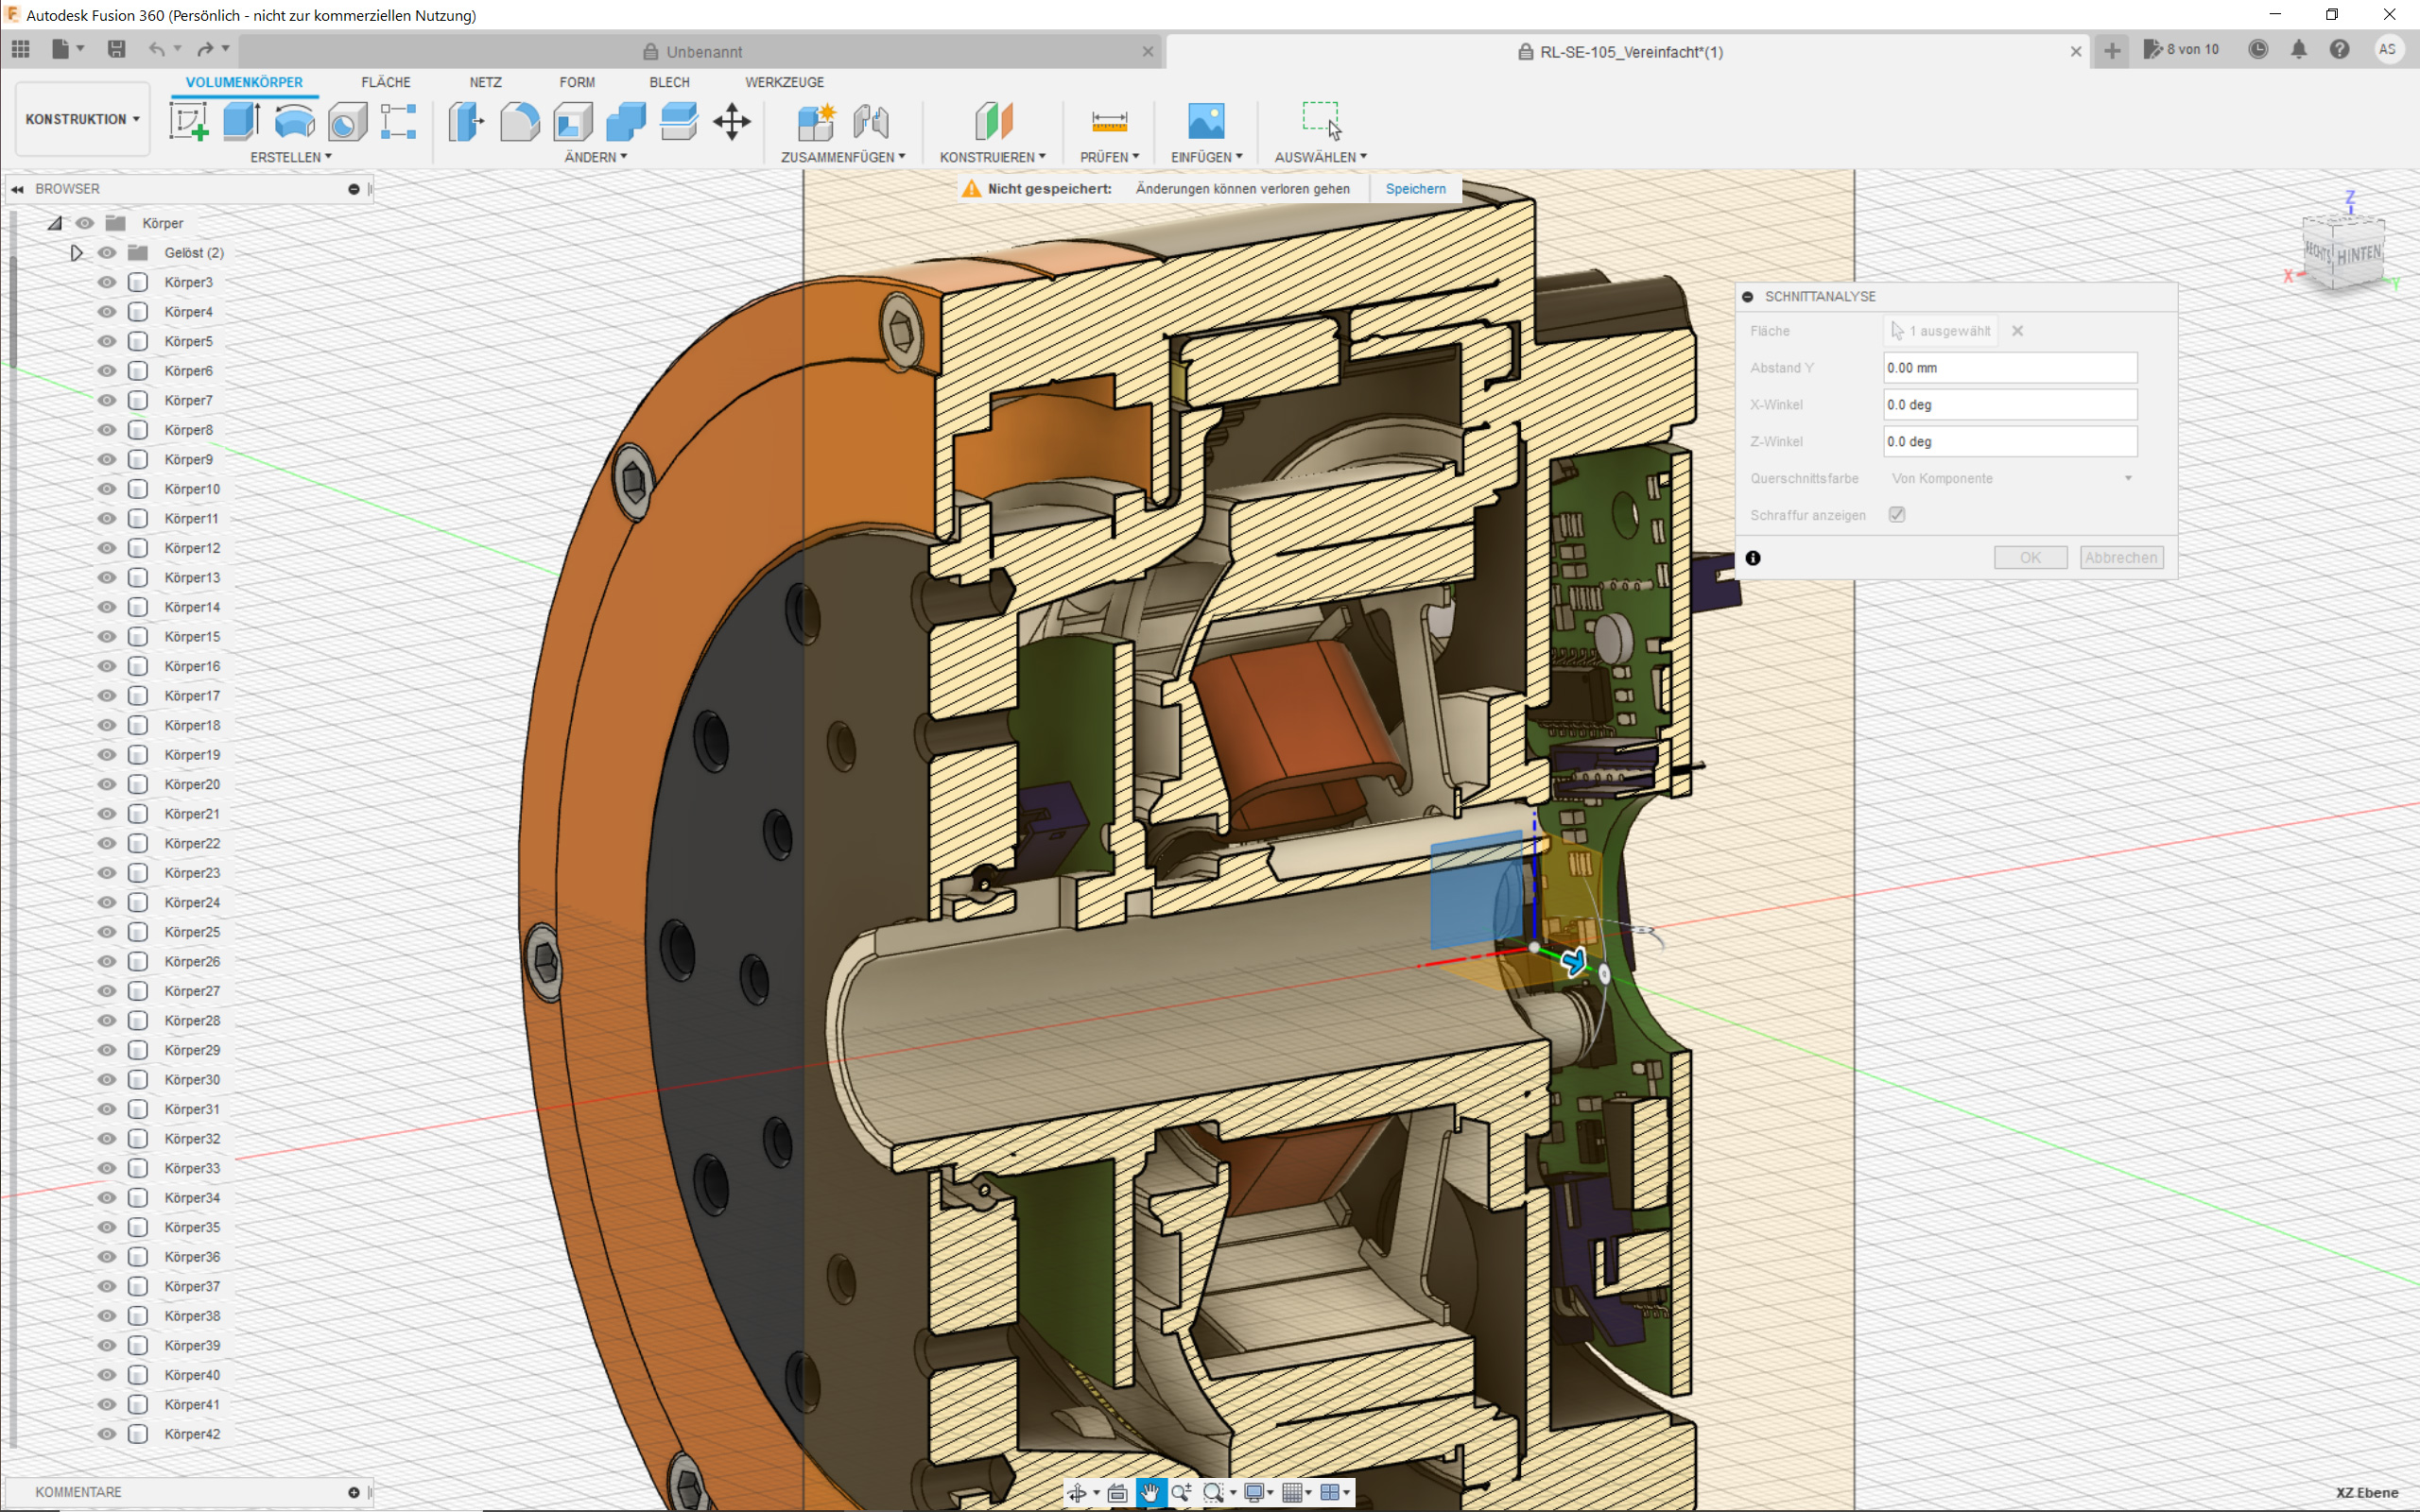 Autodesk Fusion 360 (Persönlich - nicht zur kommerziellen Nutzung)
Unbenannt
RL-SE-105_Vereinfacht*(1)
8 von 10
AS
KONSTRUKTION
VOLUMENKÖRPER
FLÄCHE
NETZ
FORM
BLECH
WERKZEUGE
ERSTELLEN
ÄNDERN
ZUSAMMENFÜGEN
KONSTRUIEREN
PRÜFEN
EINFÜGEN
AUSWÄHLEN
BROWSER
Nicht gespeichert: Änderungen können verloren gehen Speichern
Körper
Gelöst (2)
Körper3
Körper4
Körper5
Körper6
Körper7
Körper8
Körper9
Körper10
Körper11
Körper12
Körper13
Körper14
Körper15
Körper16
Körper17
Körper18
Körper19
Körper20
Körper21
Körper22
Körper23
Körper24
Körper25
Körper26
Körper27
Körper28
Körper29
Körper30
Körper31
Körper32
Körper33
Körper34
Körper35
Körper36
Körper37
Körper38
Körper39
Körper40
Körper41
Körper42
KOMMENTARE
Z
RECHTS HINTEN
X
Y
SCHNITTANALYSE
Fläche 1 ausgewählt
Abstand Y 0.00 mm
X-Winkel 0.0 deg
Z-Winkel 0.0 deg
Querschnittsfarbe Von Komponente
Schraffur anzeigen
OK Abbrechen
XZ Ebene